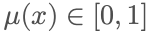 μ(x) ∈ [0, 1]